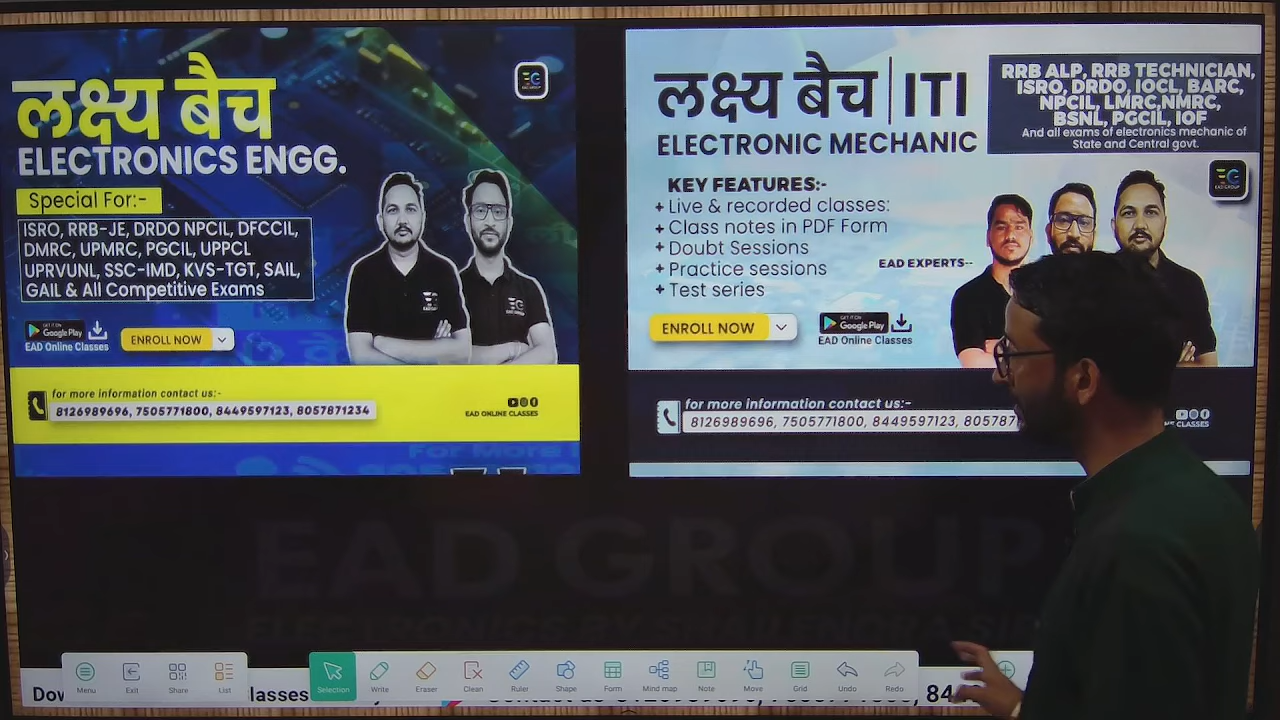 लक्ष्य बैच
ELECTRONICS ENGG.
Special For:-
ISRO, RRB-JE, DRDO NPCIL, DFCCIL,
DMRC, UPMRC, PGCIL, UPPCL
UPRVUNL, SSC-IMD, KVS-TGT, SAIL,
GAIL & All Competitive Exams
GET IT ON
Google Play
EAD Online Classes
ENROLL NOW
for more information contact us:-
8126989696, 7505771800, 8449597123, 8057871234
EAD ONLINE CLASSES
लक्ष्य बैच | ITI
ELECTRONIC MECHANIC
RRB ALP, RRB TECHNICIAN,
ISRO, DRDO, IOCL, BARC,
NPCIL, LMRC,NMRC,
BSNL, PGCIL, IOF
And all exams of electronics mechanic of
State and Central govt.
EAD GROUP
KEY FEATURES:-
+ Live & recorded classes:
+ Class notes in PDF Form
+ Doubt Sessions
+ Practice sessions
+ Test series
EAD EXPERTS--
ENROLL NOW
GET IT ON
Google Play
EAD Online Classes
for more information contact us:-
8126989696, 7505771800, 8449597123, 805787
CLASSES
EAD GROUP
Menu Exit Share List Selection Write Eraser Clean Ruler Shape Form Mind map Note Move Grid Undo Redo